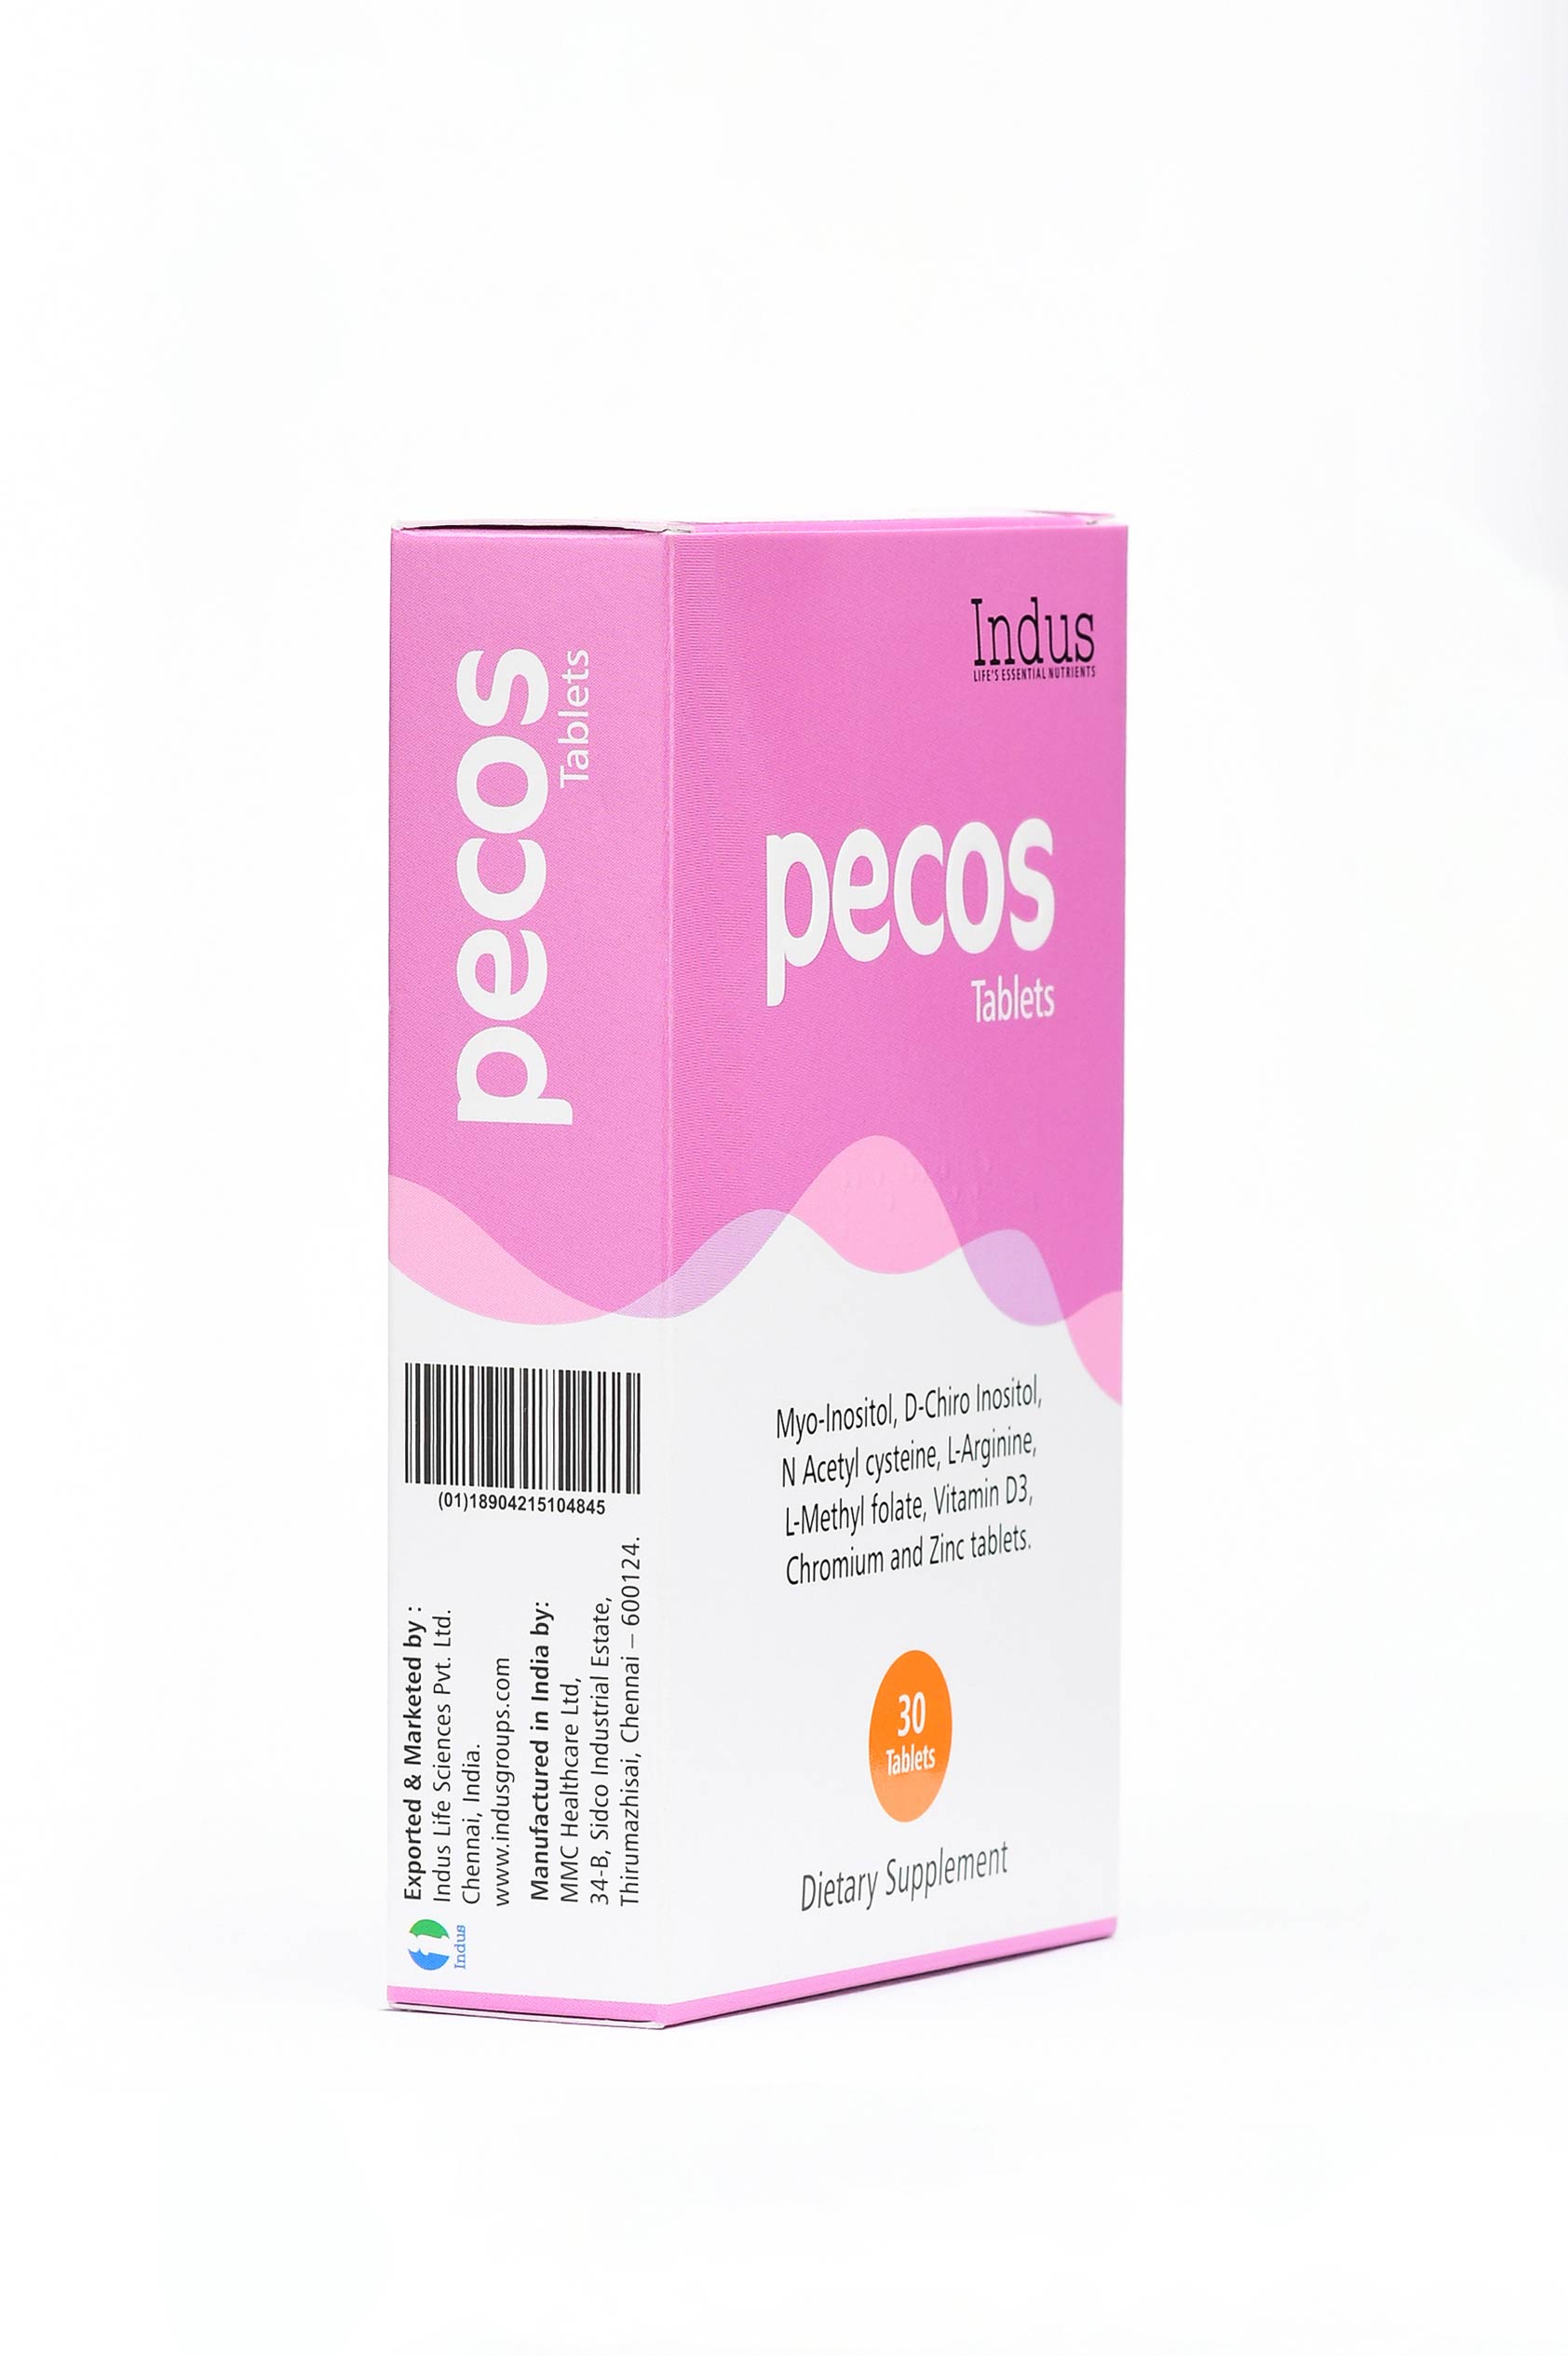 pecos
Tablets
(01)18904215104845
Exported & Marketed by :
Indus Life Sciences Pvt. Ltd.
Chennai, India.
www.indusgroups.com
Manufactured in India by:
MMC Healthcare Ltd,
34-B, Sidco Industrial Estate,
Thirumazhisai, Chennai – 600124.
Indus
Indus
LIFE'S ESSENTIAL NUTRIENTS
pecos
Tablets
Myo-Inositol, D-Chiro Inositol,
N Acetyl cysteine, L-Arginine,
L-Methyl folate, Vitamin D3,
Chromium and Zinc tablets.
30
Tablets
Dietary Supplement